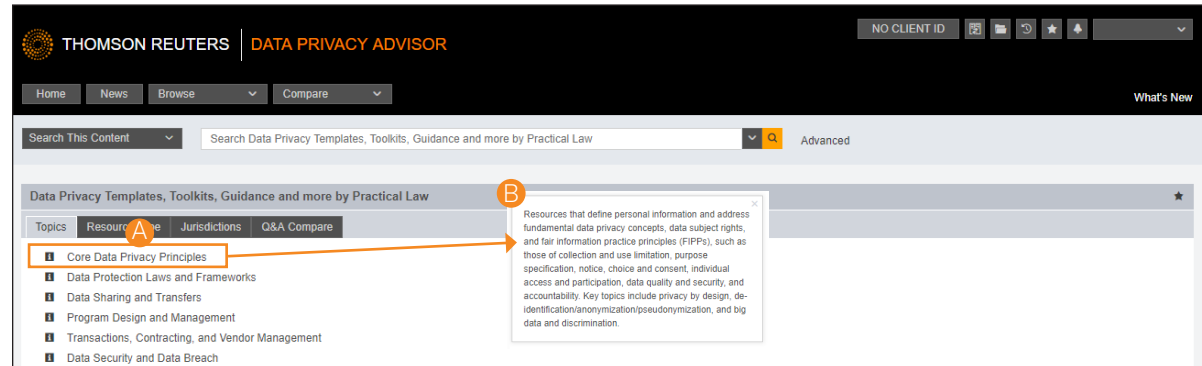 NO CLIENT ID
THOMSON REUTERS DATA PRIVACY ADVISOR
Home News Browse Compare
What's New
Search This Content Search Data Privacy Templates, Toolkits, Guidance and more by Practical Law Advanced
Data Privacy Templates, Toolkits, Guidance and more by Practical Law
B
Topics Jurisdictions Q&A Compare
A
Core Data Privacy Principles
Data Protection Laws and Frameworks
Data Sharing and Transfers
Program Design and Management
Transactions, Contracting, and Vendor Management
Data Security and Data Breach
Resources that define personal information and address
fundamental data privacy concepts, data subject rights,
and fair information practice principles (FIPPs), such as
those of collection and use limitation, purpose
specification, notice, choice and consent, individual
access and participation, data quality and security, and
accountability. Key topics include privacy by design, de-
identification/anonymization/pseudonymization, and big
data and discrimination.